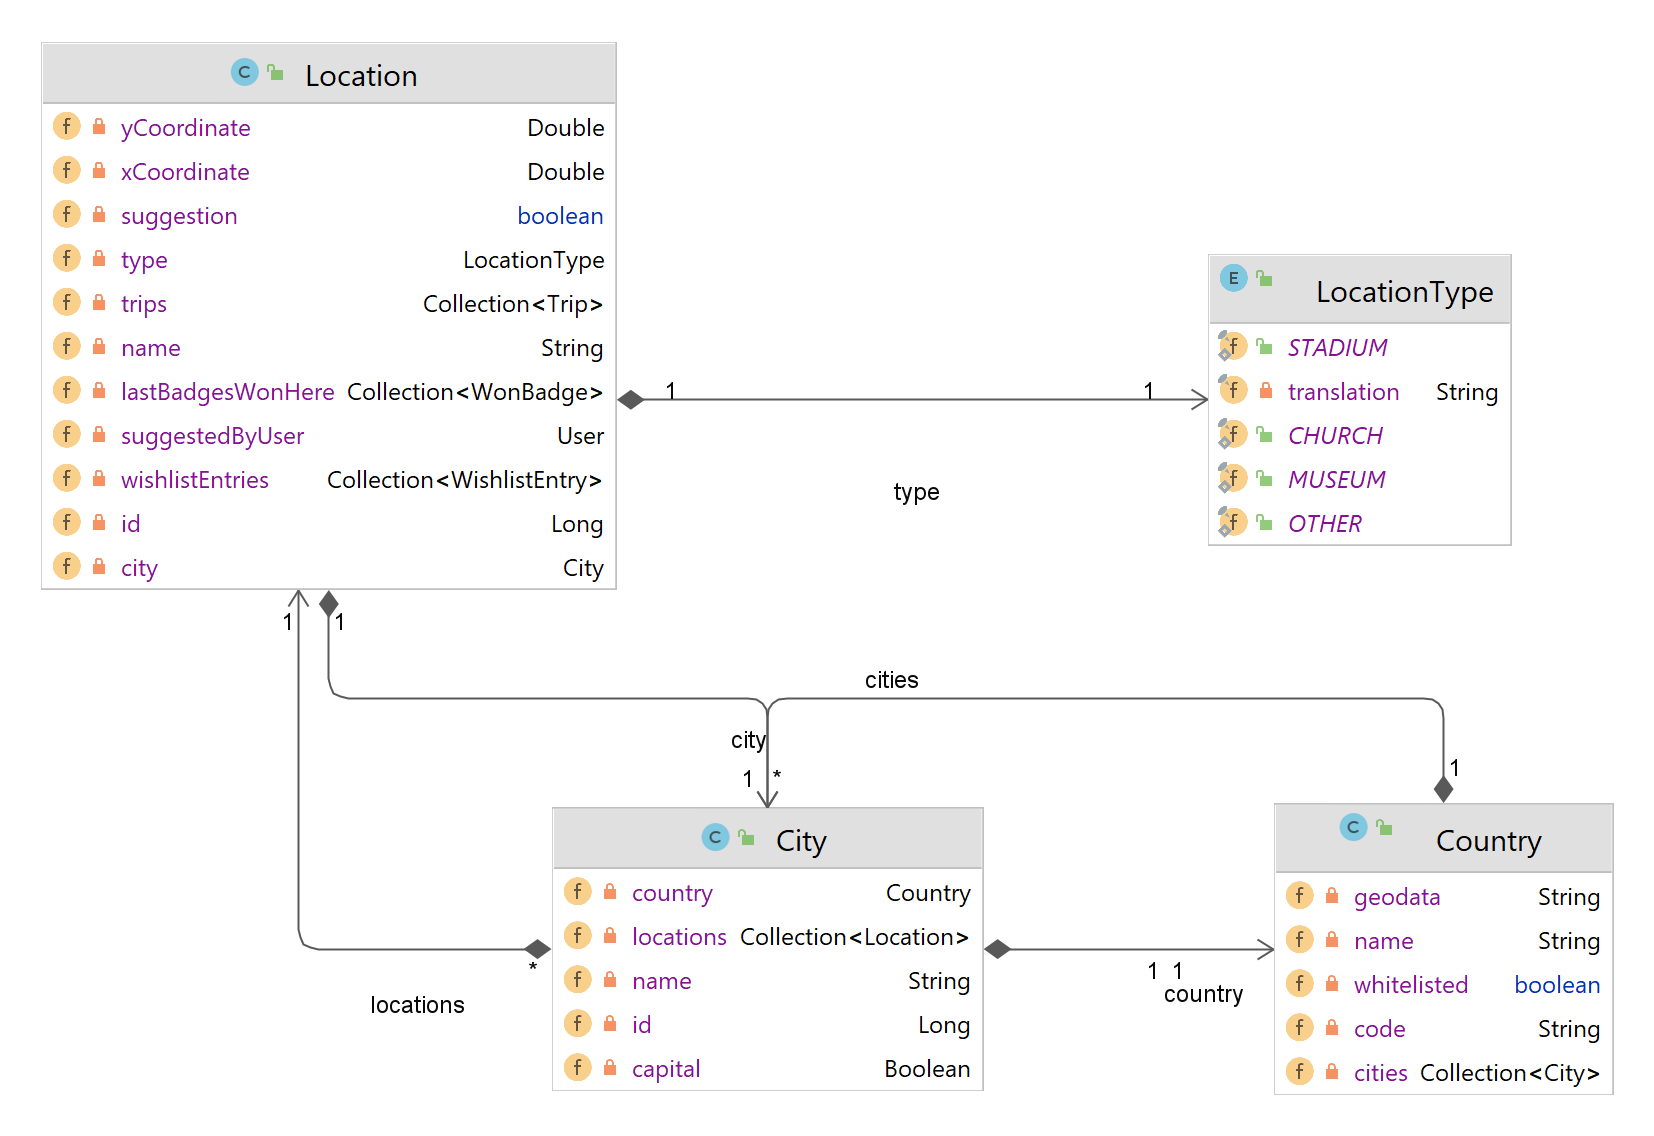 C Location
f yCoordinate Double
f xCoordinate Double
f suggestion boolean
f type LocationType
f trips Collection<Trip>
f name String
f lastBadgesWonHere Collection<WonBadge>
f suggestedByUser User
f wishlistEntries Collection<WishlistEntry>
f id Long
f city City
1 1
type
E LocationType
f STADIUM
f translation String
f CHURCH
f MUSEUM
f OTHER
1 1
cities
city
1 * 1
C City
f country Country
f locations Collection<Location>
f name String
f id Long
f capital Boolean
*
locations
1 1
country
C Country
f geodata String
f name String
f whitelisted boolean
f code String
f cities Collection<City>